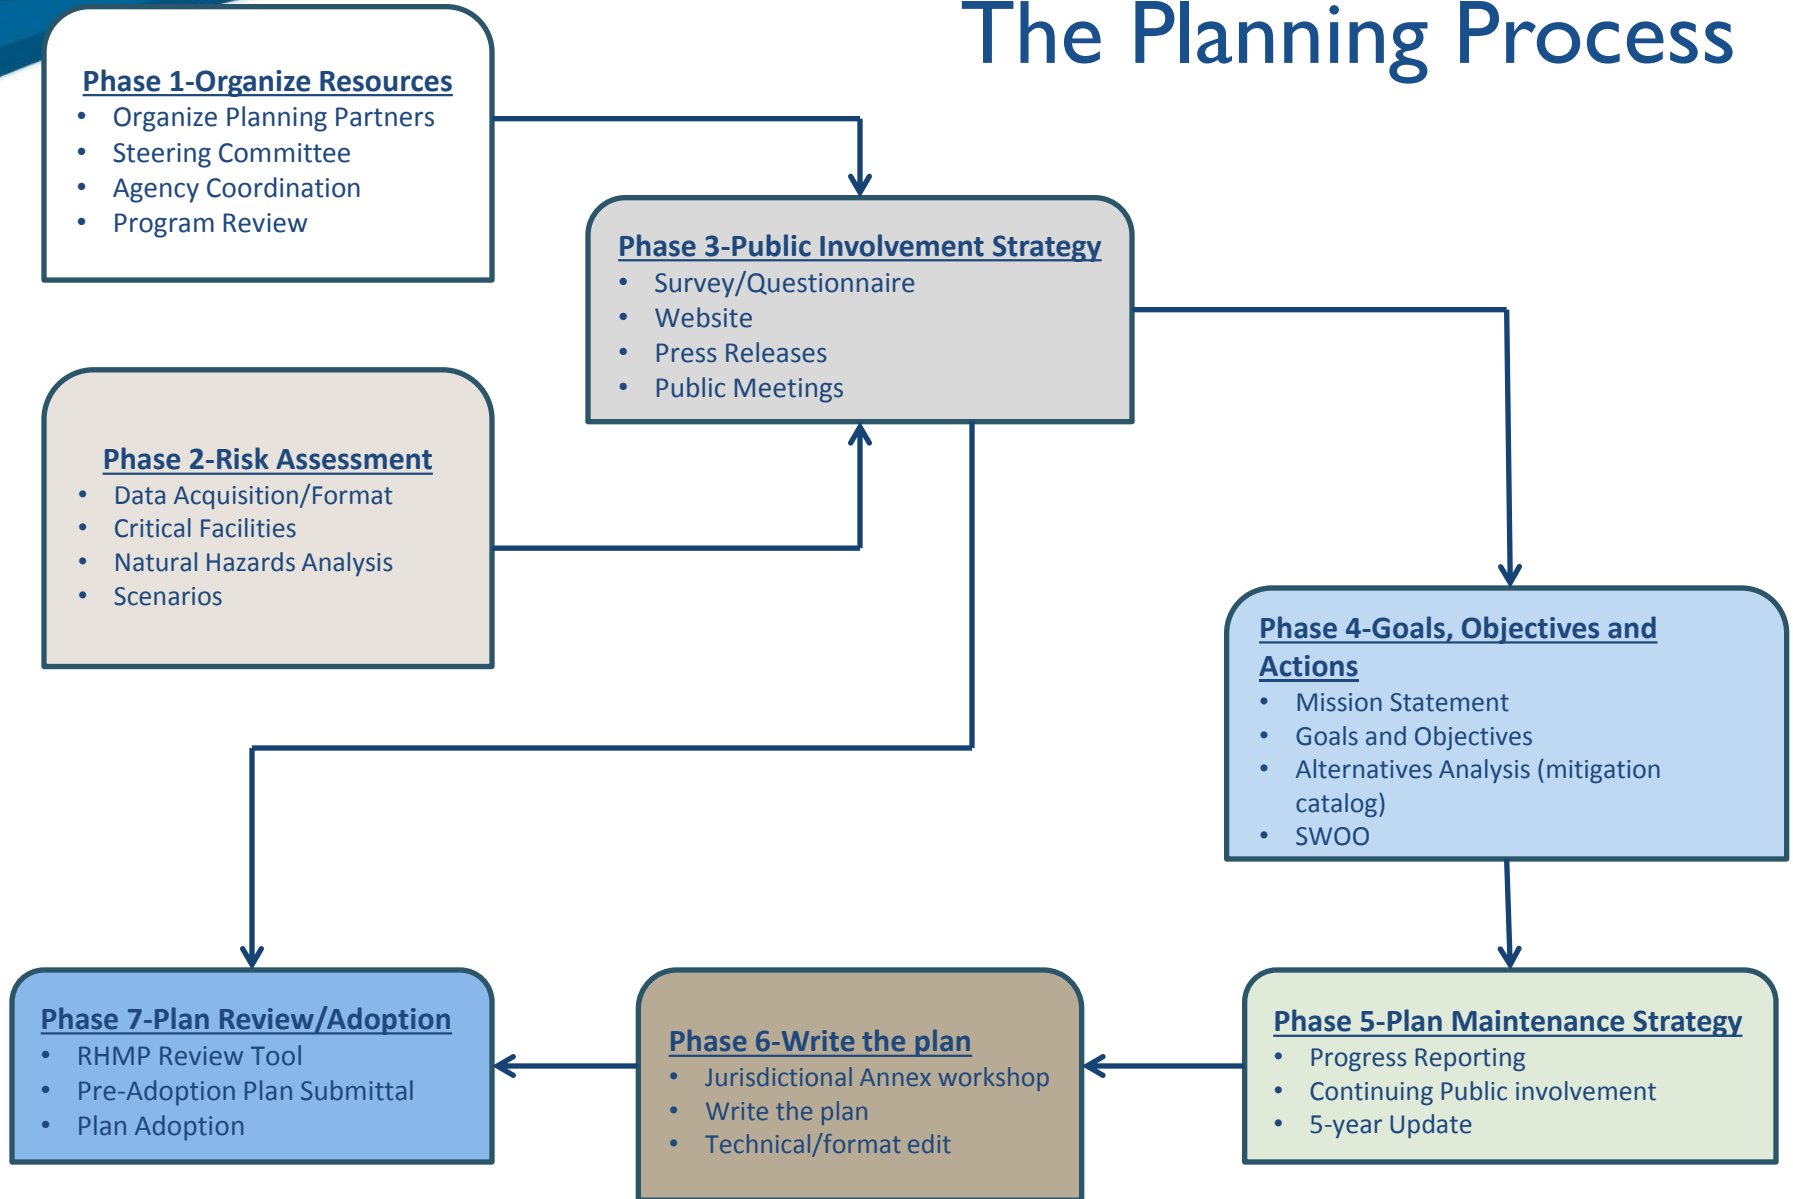 The Planning Process
Phase 1-Organize Resources
• Organize Planning Partners
• Steering Committee
• Agency Coordination
• Program Review
Phase 2-Risk Assessment
• Data Acquisition/Format
• Critical Facilities
• Natural Hazards Analysis
• Scenarios
Phase 3-Public Involvement Strategy
• Survey/Questionnaire
• Website
• Press Releases
• Public Meetings
Phase 4-Goals, Objectives and
Actions
• Mission Statement
• Goals and Objectives
• Alternatives Analysis (mitigation
catalog)
• SWOO
Phase 5-Plan Maintenance Strategy
• Progress Reporting
• Continuing Public involvement
• 5-year Update
Phase 6-Write the plan
• Jurisdictional Annex workshop
• Write the plan
• Technical/format edit
Phase 7-Plan Review/Adoption
• RHMP Review Tool
• Pre-Adoption Plan Submittal
• Plan Adoption